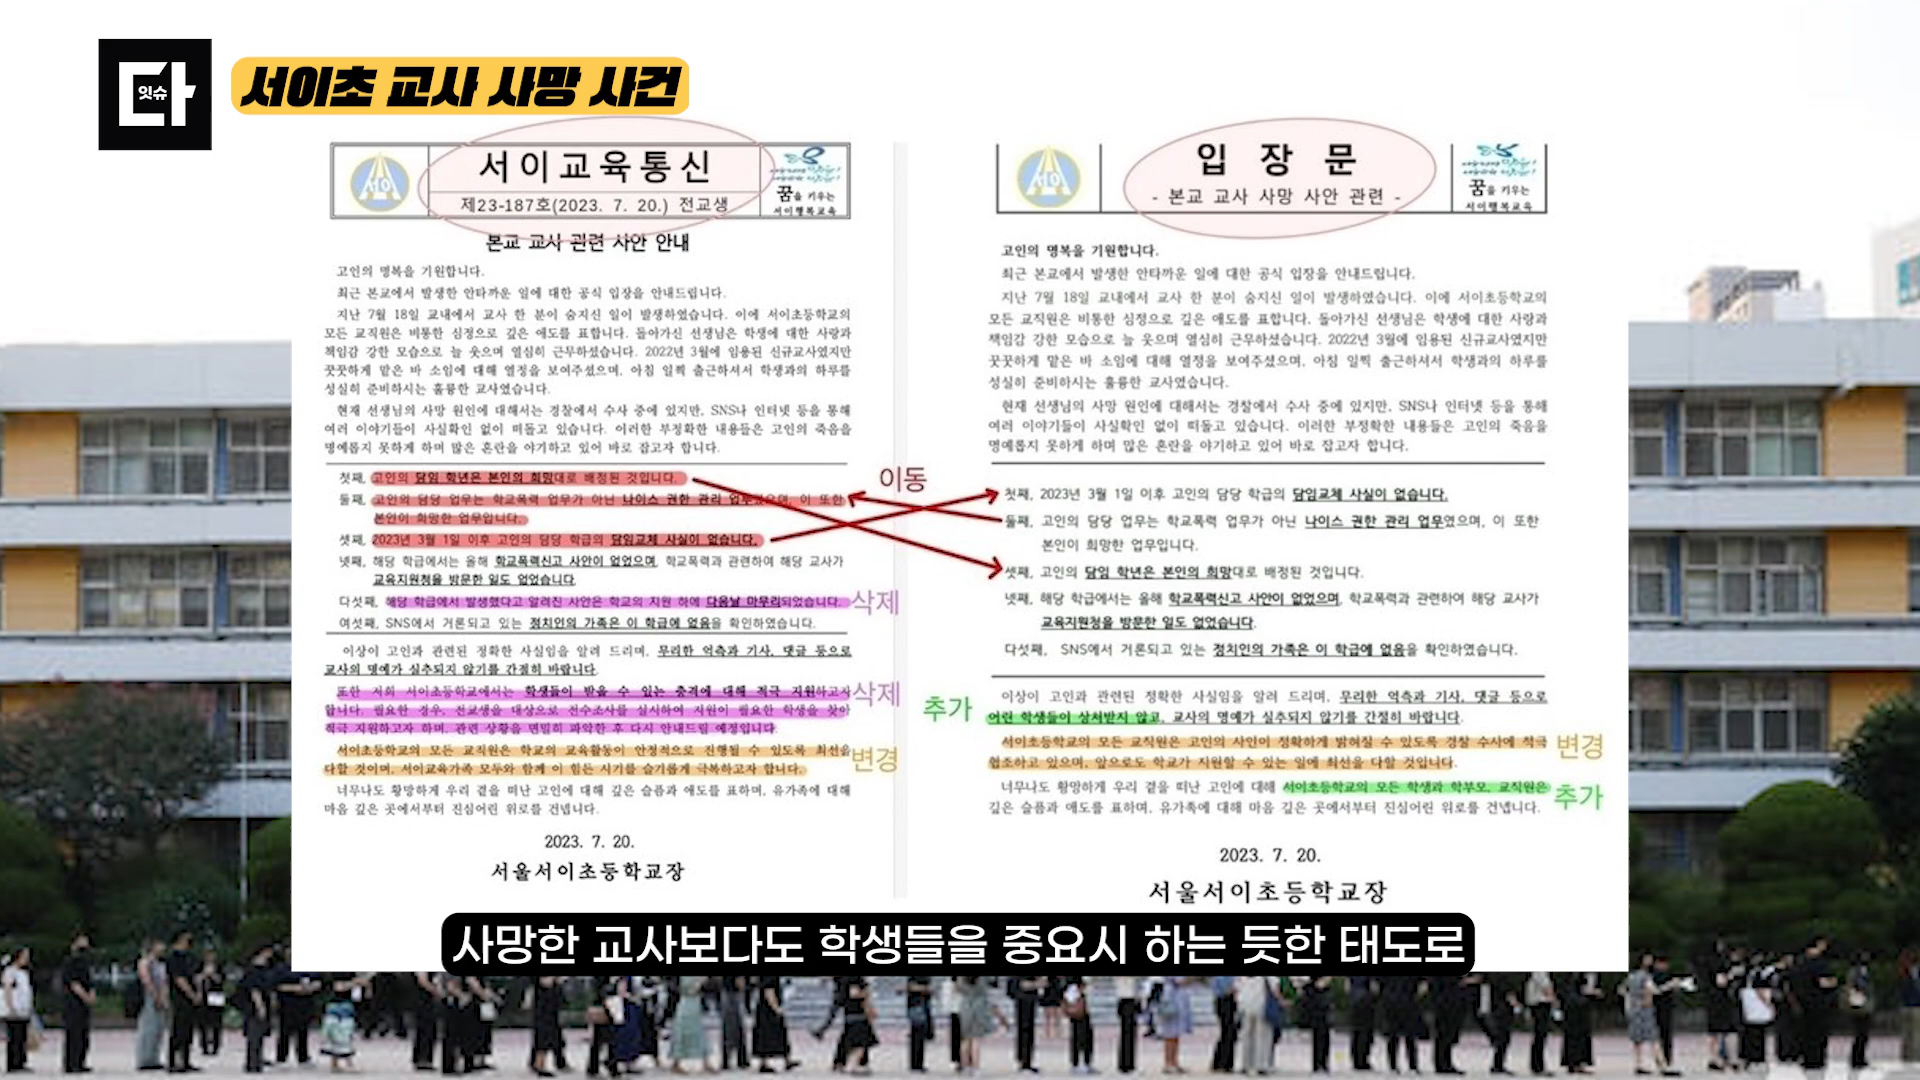 잇슈
타
서이초 교사 사망 사건
서이
서이교육통신
제23-187호(2023. 7. 20.) 전교생
꿈을 키우는
서이행복교육
본교 교사 관련 사안 안내
고인의 명복을 기원합니다.
최근 본교에서 발생한 안타까운 일에 대한 공식 입장을 안내드립니다.
지난 7월 18일 교내에서 교사 한 분이 숨지신 일이 발생하였습니다. 이에 서이초등학교의
모든 교직원은 비통한 심정으로 깊은 애도를 표합니다. 돌아가신 선생님은 학생에 대한 사랑과
책임감 강한 모습으로 늘 웃으며 열심히 근무하셨습니다. 2022년 3월에 임용된 신규교사였지만
꿋꿋하게 맡은 바 소임에 대해 열정을 보여주셨으며, 아침 일찍 출근하셔서 학생과의 하루를
성실히 준비하시는 훌륭한 교사였습니다.
현재 선생님의 사망 원인에 대해서는 경찰에서 수사 중에 있지만, SNS나 인터넷 등을 통해
여러 이야기들이 사실확인 없이 떠돌고 있습니다. 이러한 부정확한 내용들은 고인의 죽음을
명예롭지 못하게 하며 많은 혼란을 야기하고 있어 바로 잡고자 합니다.
첫째, 고인의 담임 학년은 본인의 희망대로 배정된 것입니다.
둘째, 고인의 담당 업무는 학교폭력 업무가 아닌 나이스 권한 관리 업무였으며, 이 또한
본인이 희망한 업무입니다.
셋째, 2023년 3월 1일 이후 고인의 담당 학급의 담임교체 사실이 없습니다.
넷째, 해당 학급에서는 올해 학교폭력신고 사안이 없었으며, 학교폭력과 관련하여 해당 교사가
교육지원청을 방문한 일도 없었습니다.
다섯째, 해당 학급에서 발생했다고 알려진 사안은 학교의 지원 하에 다음날 마무리되었습니다.
삭제
여섯째, SNS에서 거론되고 있는 정치인의 가족은 이 학급에 없음을 확인하였습니다.
이상이 고인과 관련된 정확한 사실임을 알려 드리며, 무리한 억측과 기사, 댓글 등으로
교사의 명예가 실추되지 않기를 간절히 바랍니다.
또한 저희 서이초등학교에서는 학생들이 받을 수 있는 충격에 대해 적극 지원하고자
삭제
합니다. 필요한 경우, 전교생을 대상으로 전수조사를 실시하여 지원이 필요한 학생을 찾아
적극 지원하고자 하며, 관련 상황을 면밀히 파악한 후 다시 안내드릴 예정입니다.
서이초등학교의 모든 교직원은 학교의 교육활동이 안정적으로 진행될 수 있도록 최선을
변경
다할 것이며, 서이교육가족 모두와 함께 이 힘든 시기를 슬기롭게 극복하고자 합니다.
너무나도 황망하게 우리 곁을 떠난 고인에 대해 깊은 슬픔과 애도를 표하며, 유가족에 대해
마음 깊은 곳에서부터 진심어린 위로를 건넵니다.
2023. 7. 20.
서울서이초등학교장
이동
서이
입 장 문
- 본교 교사 사망 사안 관련 -
꿈을 키우는
서이행복교육
고인의 명복을 기원합니다.
최근 본교에서 발생한 안타까운 일에 대한 공식 입장을 안내드립니다.
지난 7월 18일 교내에서 교사 한 분이 숨지신 일이 발생하였습니다. 이에 서이초등학교의
모든 교직원은 비통한 심정으로 깊은 애도를 표합니다. 돌아가신 선생님은 학생에 대한 사랑과
책임감 강한 모습으로 늘 웃으며 열심히 근무하셨습니다. 2022년 3월에 임용된 신규교사였지만
꿋꿋하게 맡은 바 소임에 대해 열정을 보여주셨으며, 아침 일찍 출근하셔서 학생과의 하루를
성실히 준비하시는 훌륭한 교사였습니다.
현재 선생님의 사망 원인에 대해서는 경찰에서 수사 중에 있지만, SNS나 인터넷 등을 통해
여러 이야기들이 사실확인 없이 떠돌고 있습니다. 이러한 부정확한 내용들은 고인의 죽음을
명예롭지 못하게 하며 많은 혼란을 야기하고 있어 바로 잡고자 합니다.
첫째, 2023년 3월 1일 이후 고인의 담당 학급의 담임교체 사실이 없습니다.
둘째, 고인의 담당 업무는 학교폭력 업무가 아닌 나이스 권한 관리 업무였으며, 이 또한
본인이 희망한 업무입니다.
셋째, 고인의 담임 학년은 본인의 희망대로 배정된 것입니다.
넷째, 해당 학급에서는 올해 학교폭력신고 사안이 없었으며, 학교폭력과 관련하여 해당 교사가
교육지원청을 방문한 일도 없었습니다.
다섯째, SNS에서 거론되고 있는 정치인의 가족은 이 학급에 없음을 확인하였습니다.
이상이 고인과 관련된 정확한 사실임을 알려 드리며, 무리한 억측과 기사, 댓글 등으로
추가
어린 학생들이 상처받지 않고, 교사의 명예가 실추되지 않기를 간절히 바랍니다.
서이초등학교의 모든 교직원은 고인의 사인이 정확하게 밝혀질 수 있도록 경찰 수사에 적극
변경
협조하고 있으며, 앞으로도 학교가 지원할 수 있는 일에 최선을 다할 것입니다.
너무나도 황망하게 우리 곁을 떠난 고인에 대해 서이초등학교의 모든 학생과 학부모, 교직원은
추가
깊은 슬픔과 애도를 표하며, 유가족에 대해 마음 깊은 곳에서부터 진심어린 위로를 건넵니다.
2023. 7. 20.
서울서이초등학교장
사망한 교사보다도 학생들을 중요시 하는 듯한 태도로